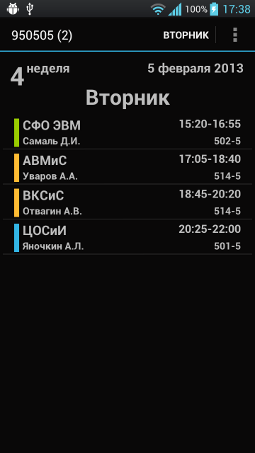 100% 17:38
950505 (2) ВТОРНИК
4 неделя 5 февраля 2013
Вторник
СФО ЭВМ 15:20-16:55
Самаль Д.И. 502-5
АВМиС 17:05-18:40
Уваров А.А. 514-5
ВКСиС 18:45-20:20
Отвагин А.В. 514-5
ЦОСиИ 20:25-22:00
Яночкин А.Л. 501-5